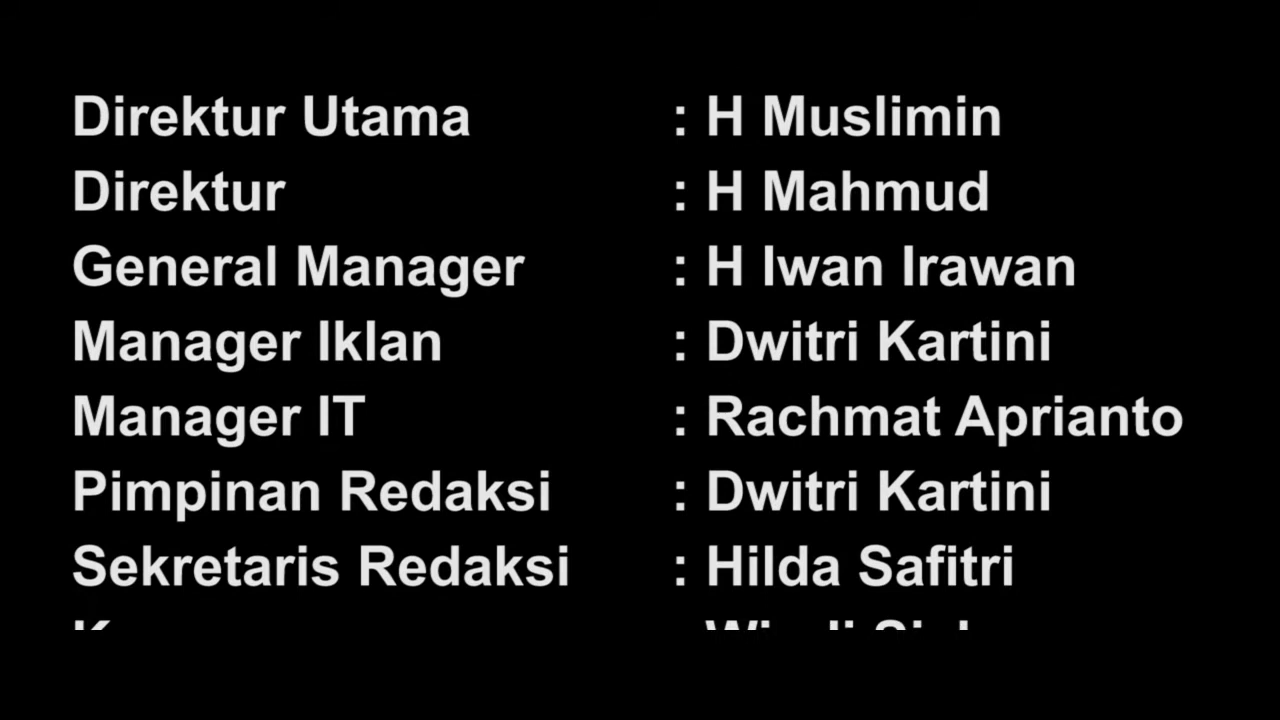 Direktur Utama : H Muslimin
Direktur : H Mahmud
General Manager : H Iwan Irawan
Manager Iklan : Dwitri Kartini
Manager IT : Rachmat Aprianto
Pimpinan Redaksi : Dwitri Kartini
Sekretaris Redaksi : Hilda Safitri